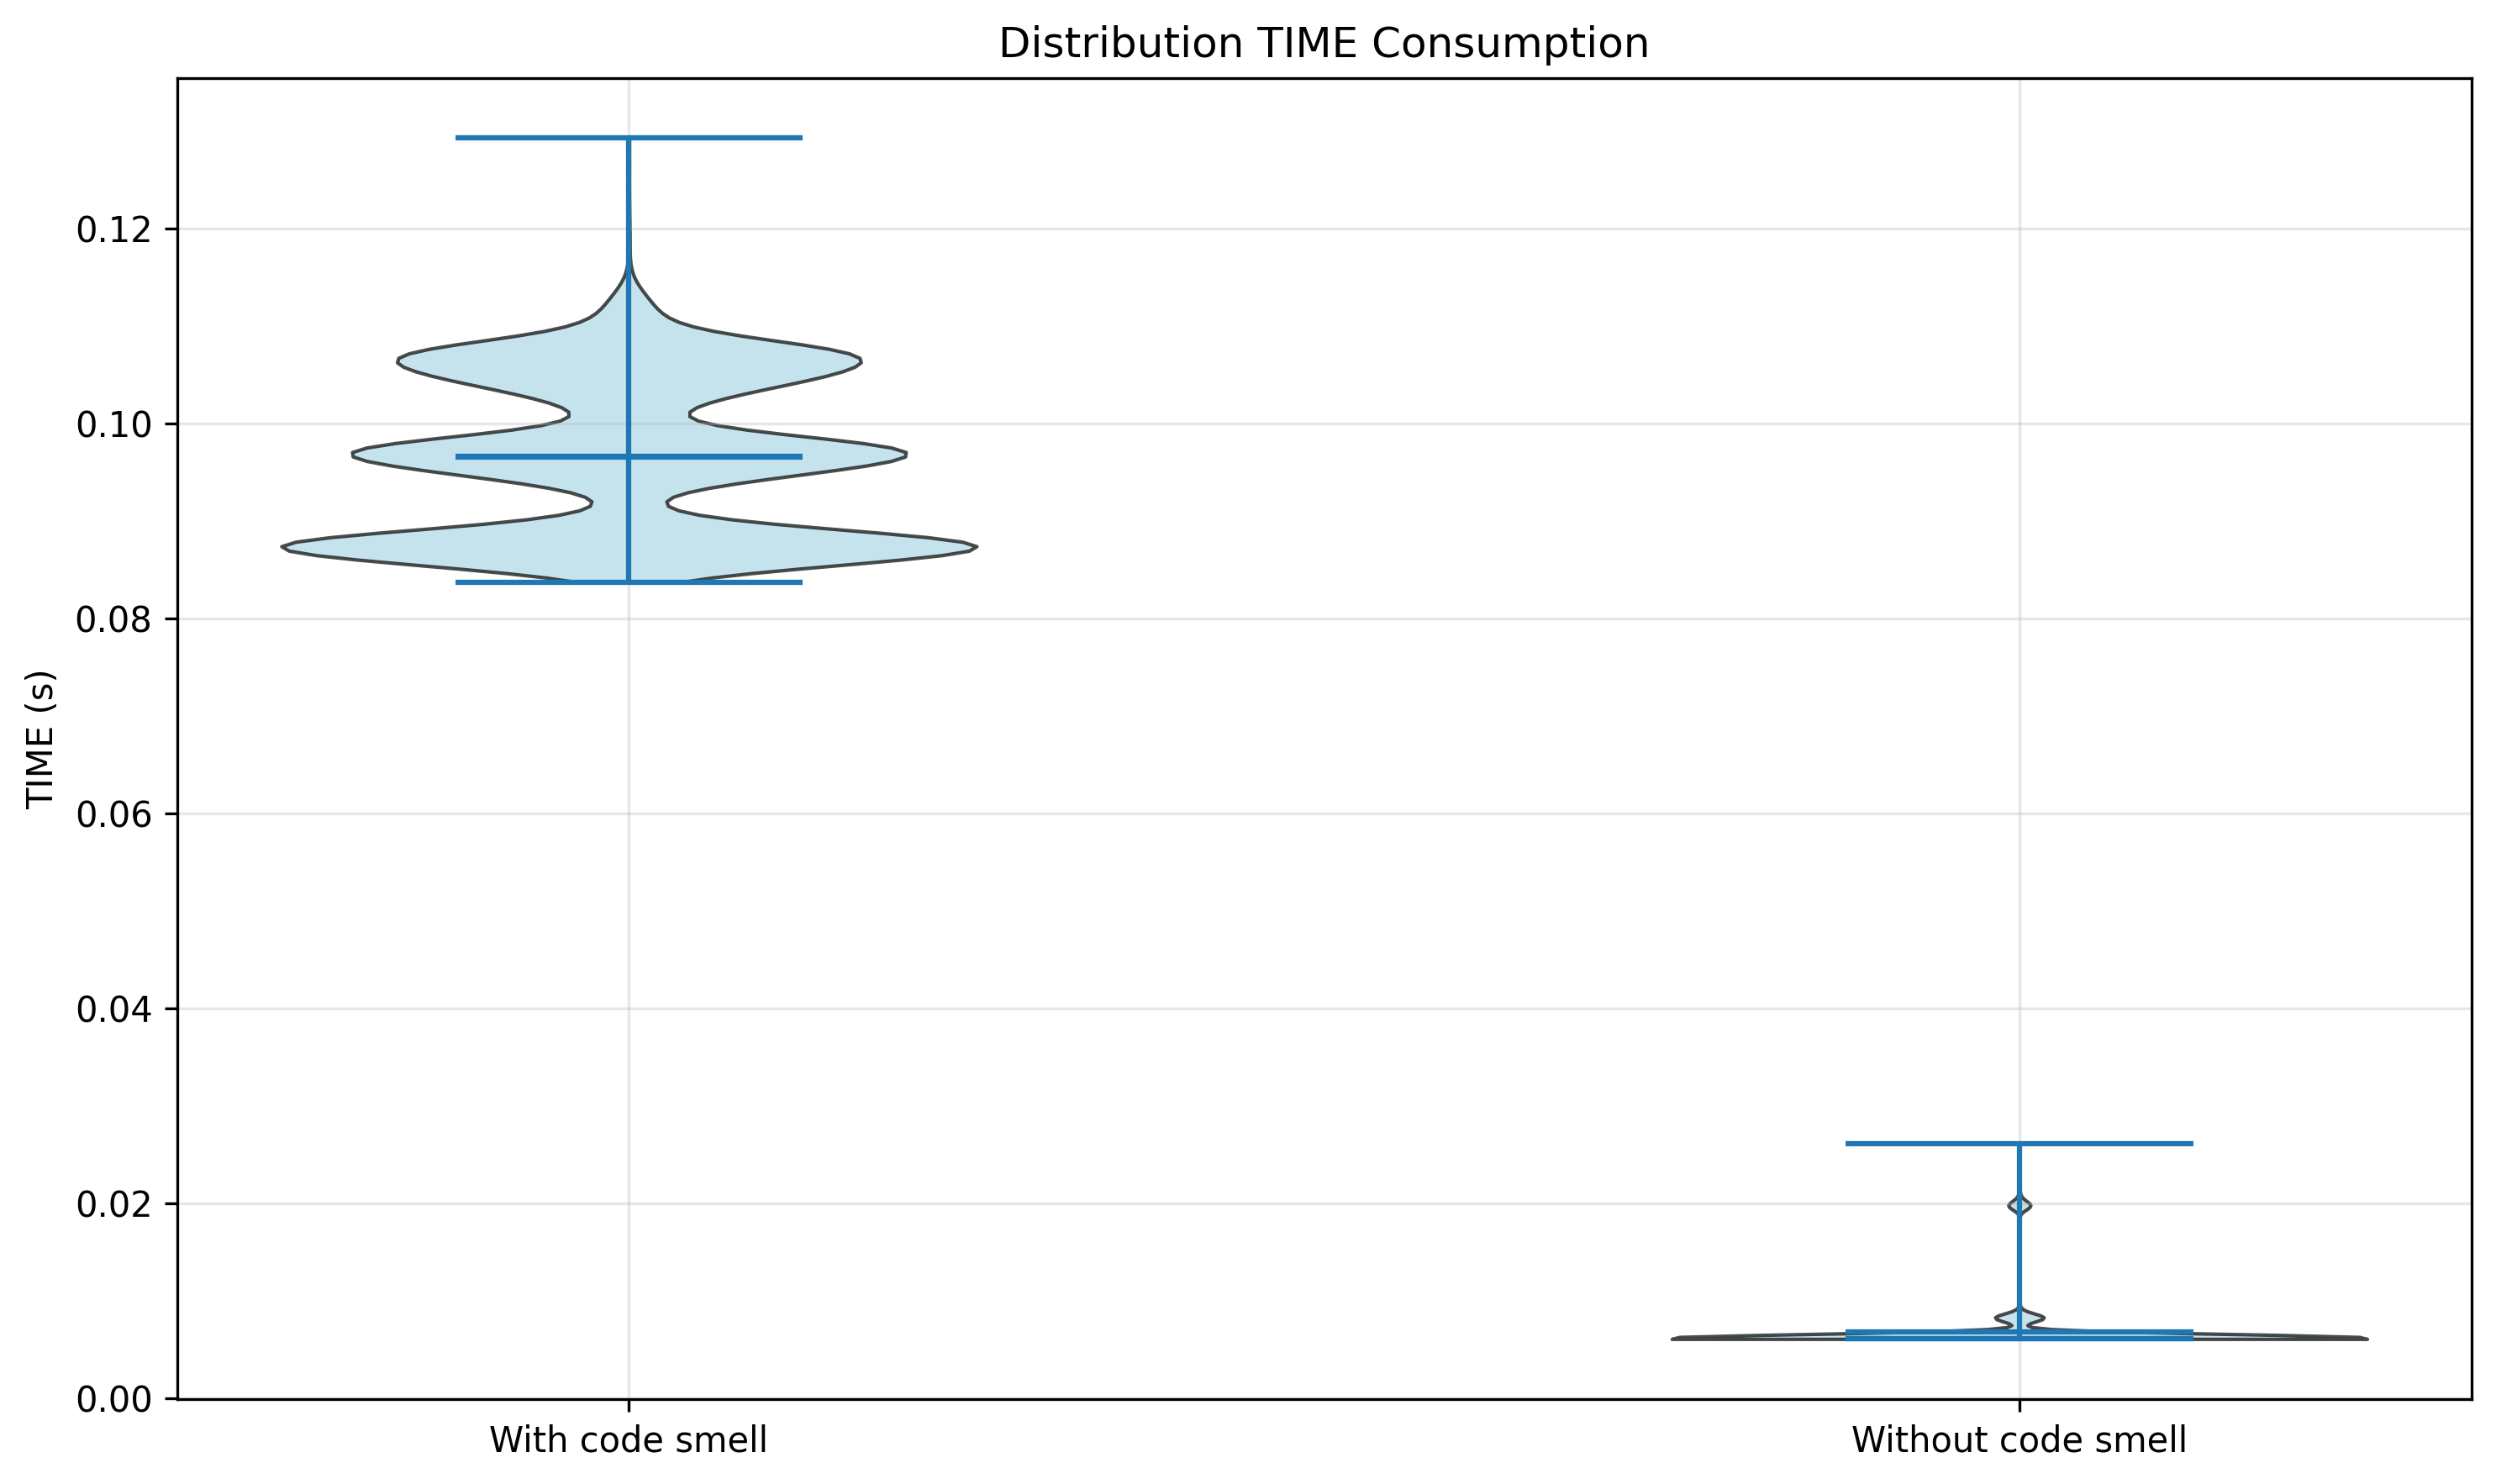 Distribution TIME Consumption
TIME (s)
0.12
0.10
0.08
0.06
0.04
0.02
0.00
With code smell
Without code smell